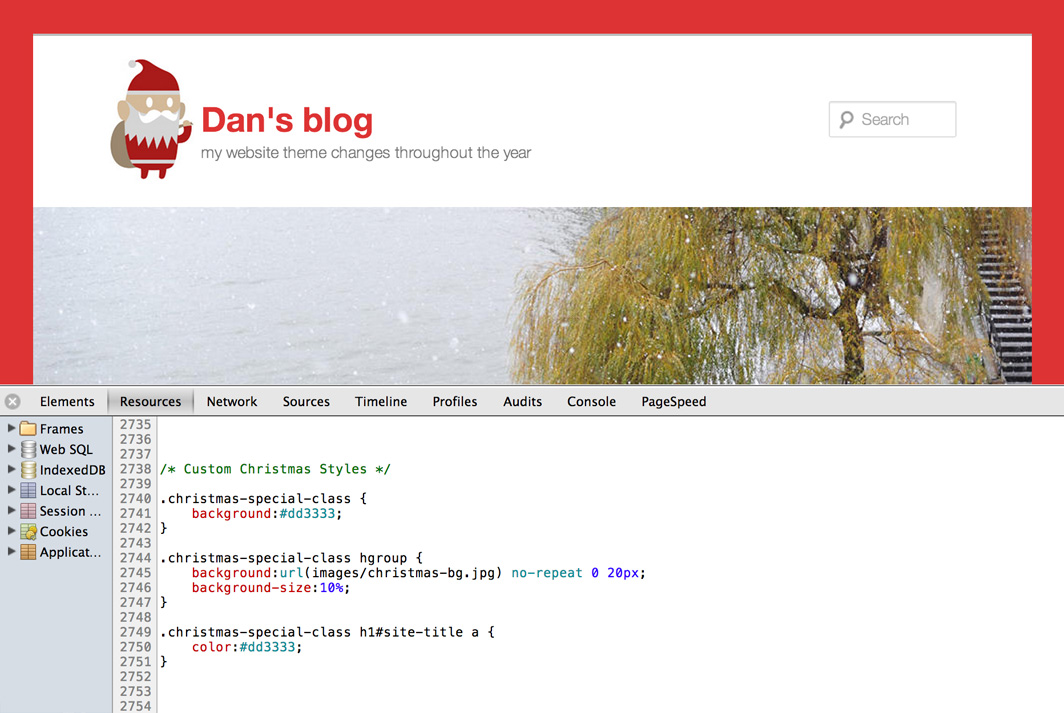 Dan's blog
my website theme changes throughout the year
Search
Elements Resources Network Sources Timeline Profiles Audits Console PageSpeed
Frames
Web SQL
IndexedDB
Local St...
Session ...
Cookies
Applicat...
2735
2736
2737
2738 /* Custom Christmas Styles */
2739
2740 .christmas-special-class {
2741 background:#dd3333;
2742 }
2743
2744 .christmas-special-class hgroup {
2745 background:url(images/christmas-bg.jpg) no-repeat 0 20px;
2746 background-size:10%;
2747 }
2748
2749 .christmas-special-class h1#site-title a {
2750 color:#dd3333;
2751 }
2752
2753
2754